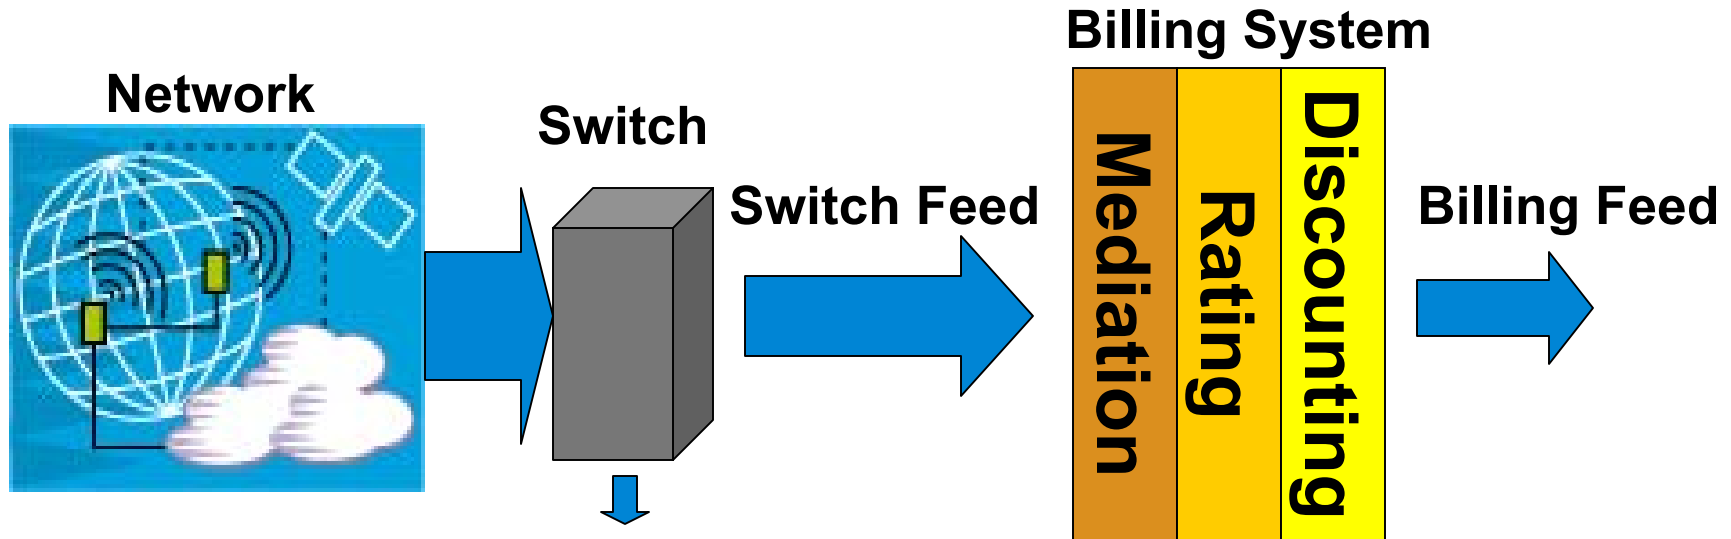 Network
Switch
Switch Feed
Billing System
Mediation
Rating
Discounting
Billing Feed